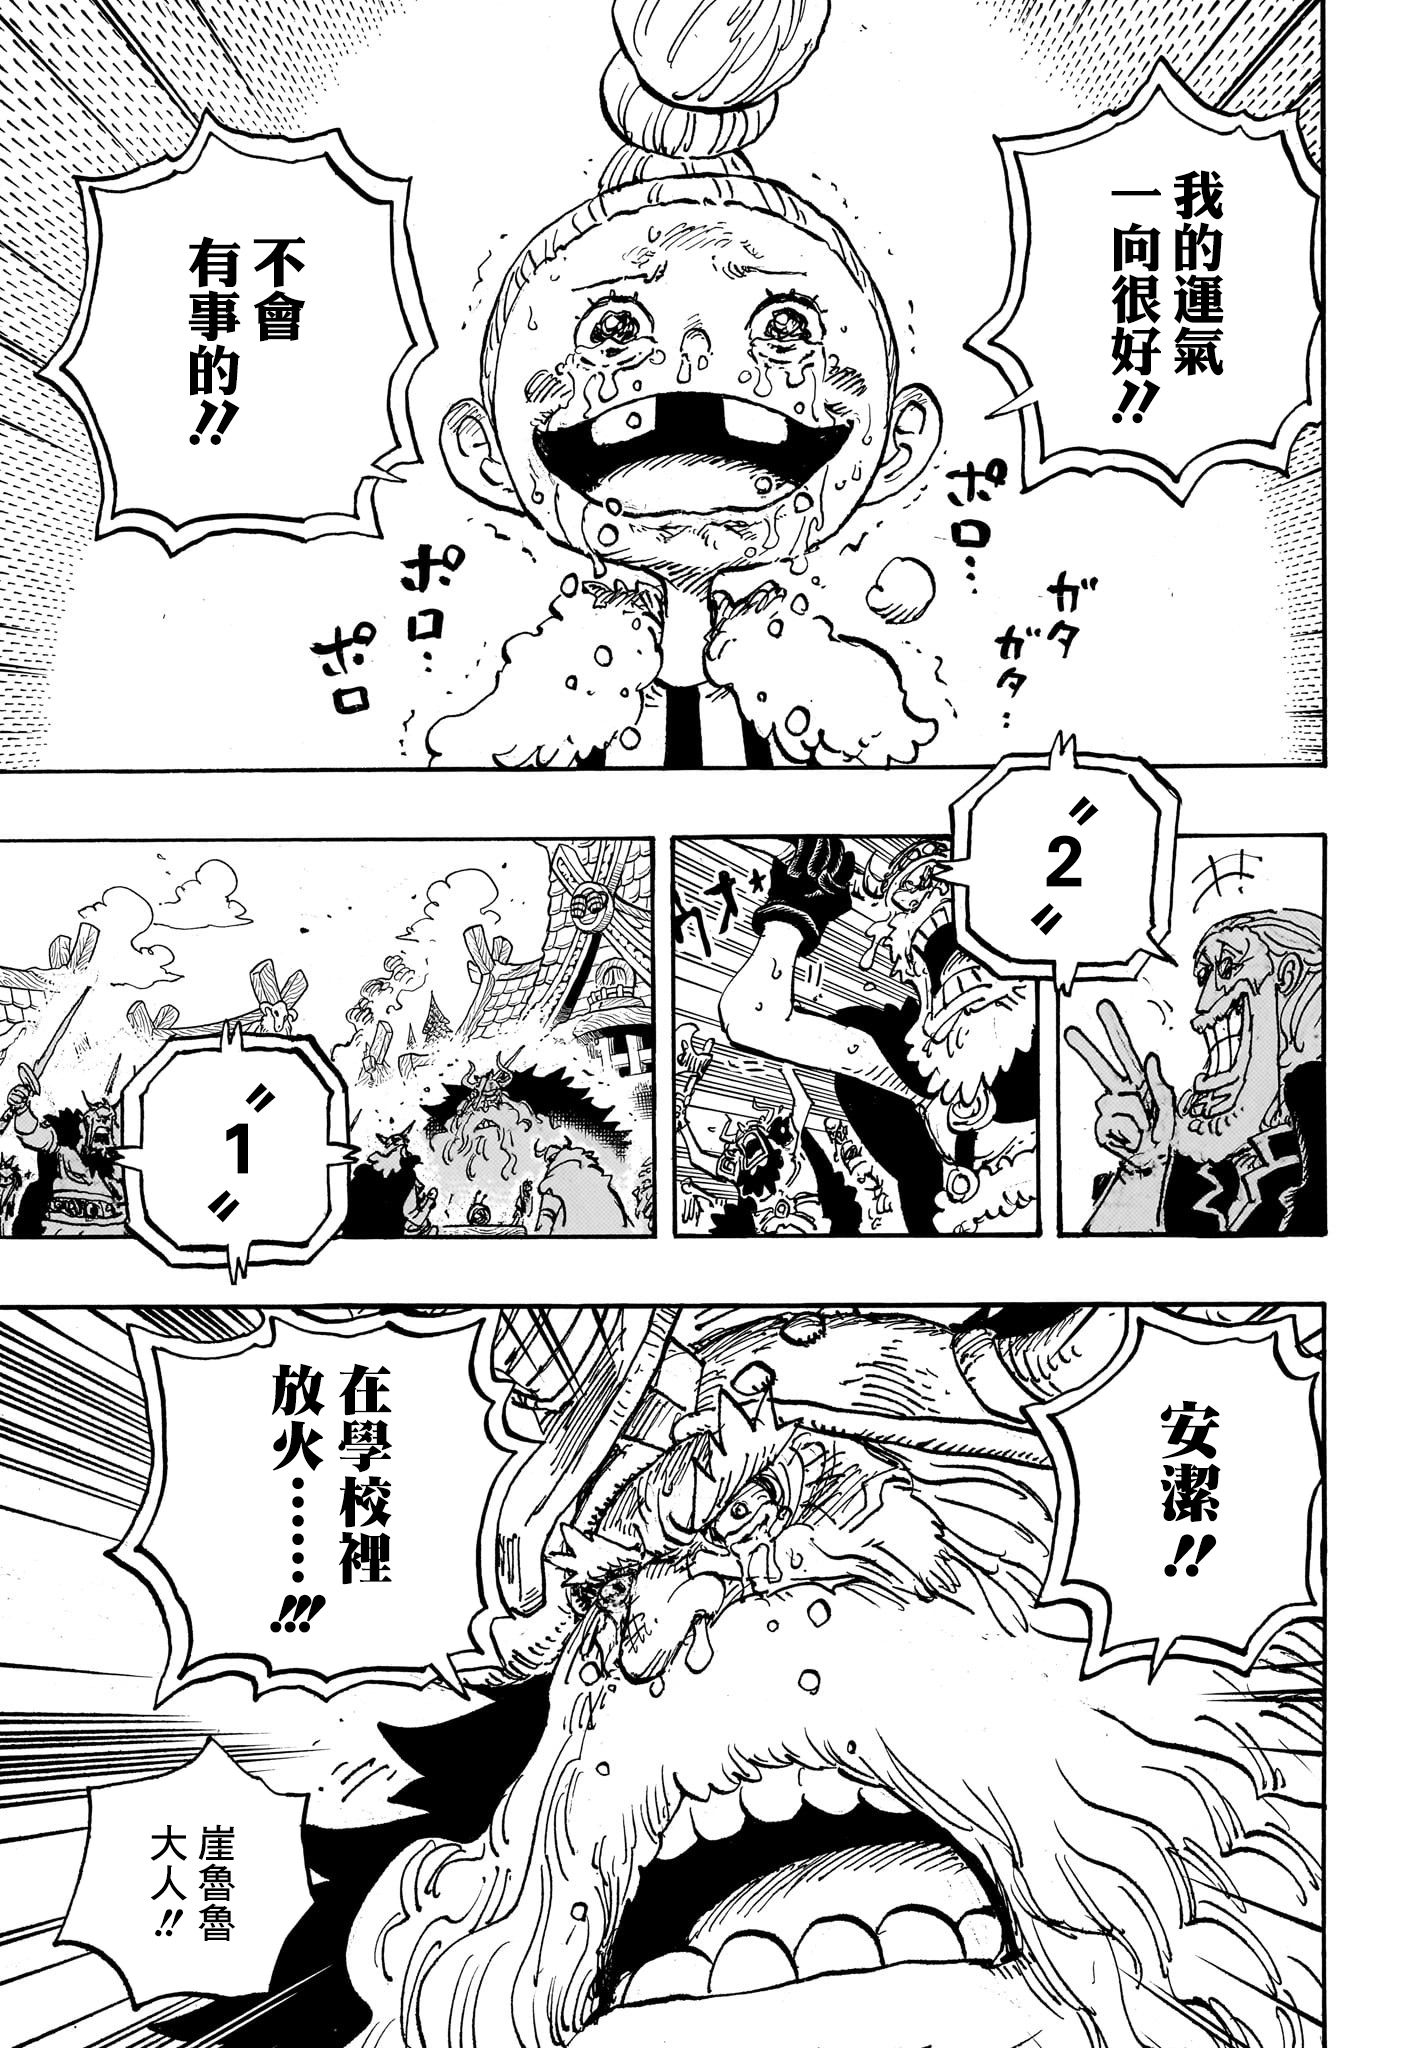 我的運氣
一向很好!!
不會
有事的!!
ポロ…
ガタ
ガタ…
ポロ…
ポロ
〝2〟
〝1〟
安潔!!
在學校裡
放火……!!!
崖魯魯
大人!!